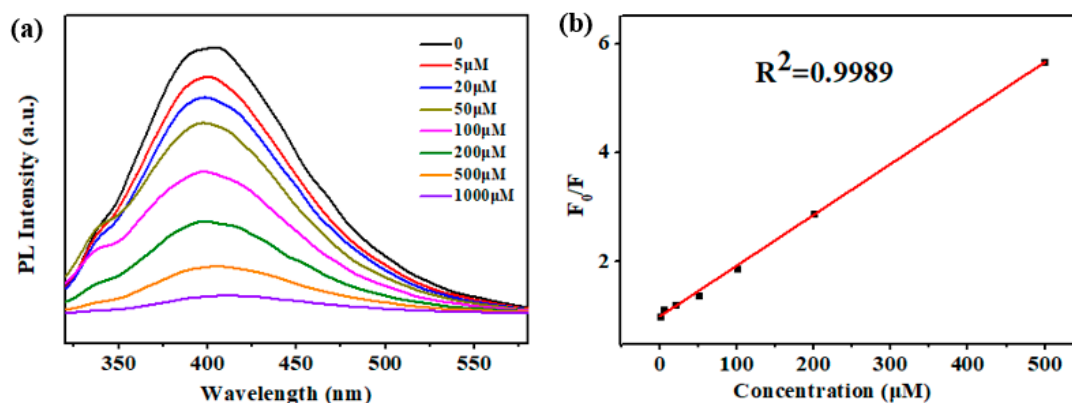 (a)
PL Intensity (a.u.)
0
5μM
20μM
50μM
100μM
200μM
500μM
1000μM
350
400
450
500
550
Wavelength (nm)
(b)
R²=0.9989
F₀/F
6
4
2
0
100
200
300
400
500
Concentration (μM)